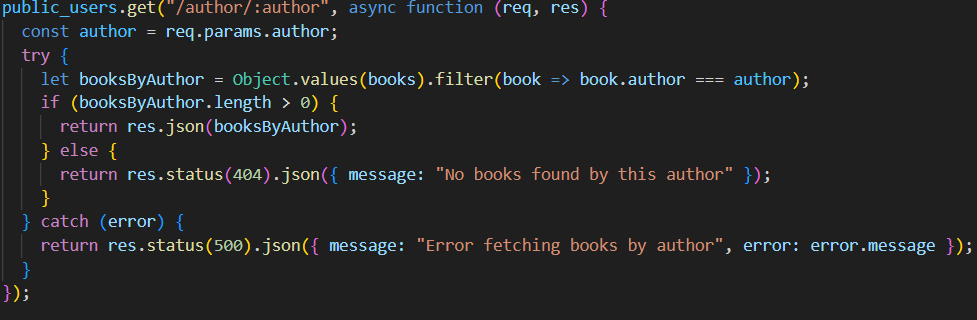 public_users.get("/author/:author", async function (req, res) {
  const author = req.params.author;
  try {
    let booksByAuthor = Object.values(books).filter(book => book.author === author);
    if (booksByAuthor.length > 0) {
      return res.json(booksByAuthor);
    } else {
      return res.status(404).json({ message: "No books found by this author" });
    }
  } catch (error) {
    return res.status(500).json({ message: "Error fetching books by author", error: error.message });
  }
});